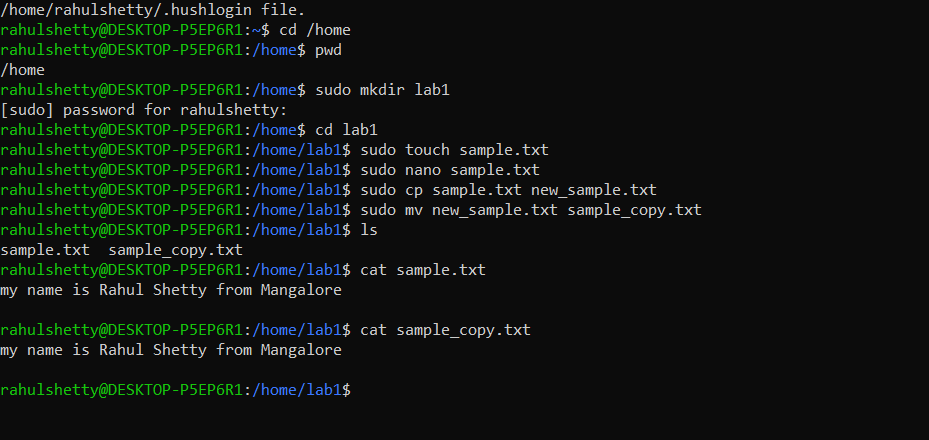 /home/rahulshetty/.hushlogin file.
rahulshetty@DESKTOP-P5EP6R1:~$ cd /home
rahulshetty@DESKTOP-P5EP6R1:/home$ pwd
/home
rahulshetty@DESKTOP-P5EP6R1:/home$ sudo mkdir lab1
[sudo] password for rahulshetty:
rahulshetty@DESKTOP-P5EP6R1:/home$ cd lab1
rahulshetty@DESKTOP-P5EP6R1:/home/lab1$ sudo touch sample.txt
rahulshetty@DESKTOP-P5EP6R1:/home/lab1$ sudo nano sample.txt
rahulshetty@DESKTOP-P5EP6R1:/home/lab1$ sudo cp sample.txt new_sample.txt
rahulshetty@DESKTOP-P5EP6R1:/home/lab1$ sudo mv new_sample.txt sample_copy.txt
rahulshetty@DESKTOP-P5EP6R1:/home/lab1$ ls
sample.txt  sample_copy.txt
rahulshetty@DESKTOP-P5EP6R1:/home/lab1$ cat sample.txt
my name is Rahul Shetty from Mangalore
rahulshetty@DESKTOP-P5EP6R1:/home/lab1$ cat sample_copy.txt
my name is Rahul Shetty from Mangalore
rahulshetty@DESKTOP-P5EP6R1:/home/lab1$